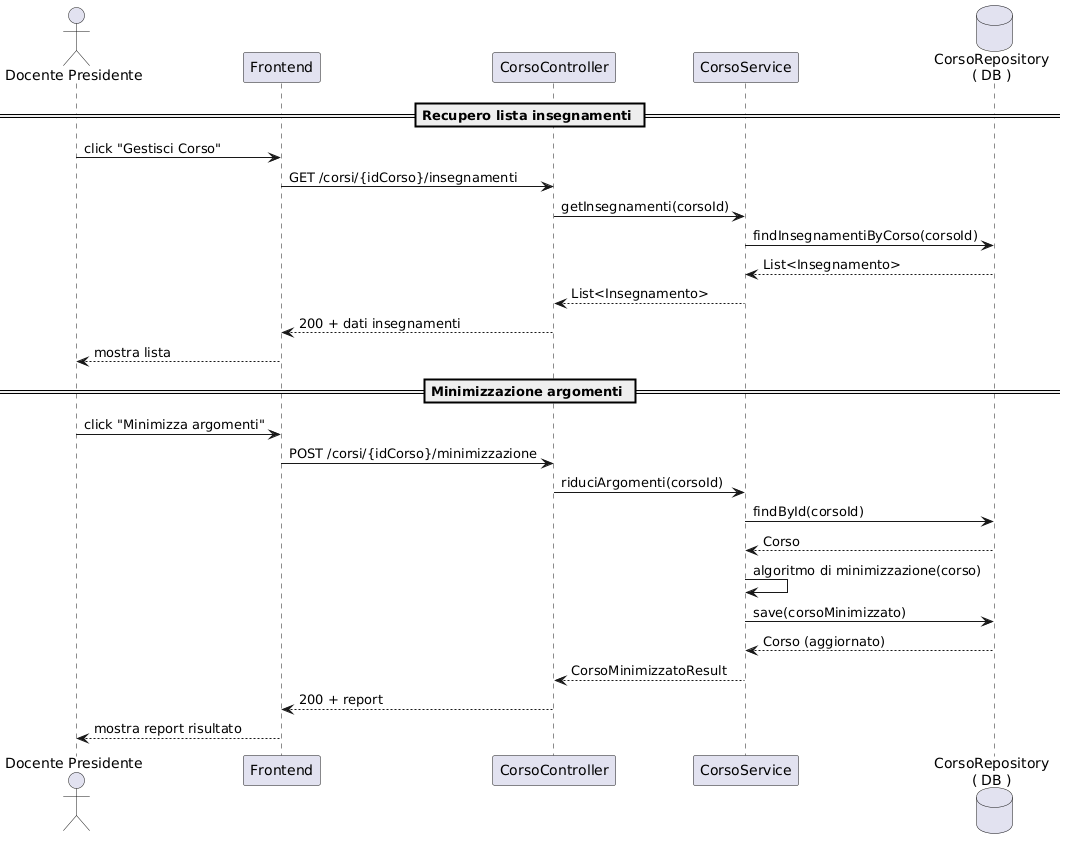 Docente Presidente
Frontend
CorsoController
CorsoService
CorsoRepository
( DB )
Recupero lista insegnamenti
click "Gestisci Corso"
GET /corsi/{idCorso}/insegnamenti
getInsegnamenti(corsoId)
findInsegnamentiByCorso(corsoId)
List<Insegnamento>
List<Insegnamento>
200 + dati insegnamenti
mostra lista
Minimizzazione argomenti
click "Minimizza argomenti"
POST /corsi/{idCorso}/minimizzazione
riduciArgomenti(corsoId)
findById(corsoId)
Corso
algoritmo di minimizzazione(corso)
save(corsoMinimizzato)
Corso (aggiornato)
CorsoMinimizzatoResult
200 + report
mostra report risultato
Docente Presidente
Frontend
CorsoController
CorsoService
CorsoRepository
( DB )